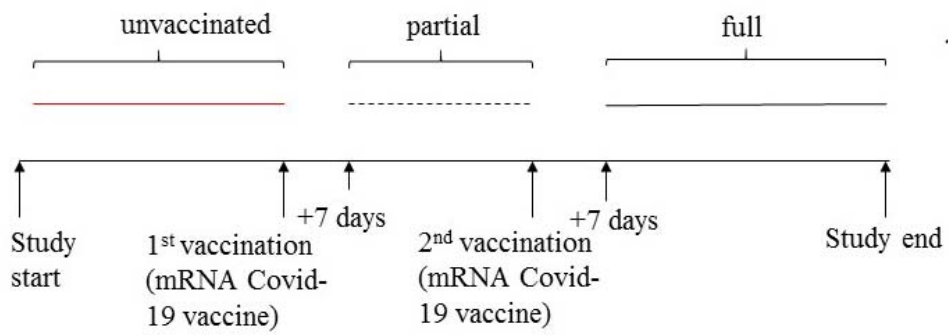 unvaccinated
partial
full
+7 days
+7 days
Study
start
1st vaccination
(mRNA Covid-
19 vaccine)
2nd vaccination
(mRNA Covid-
19 vaccine)
Study end